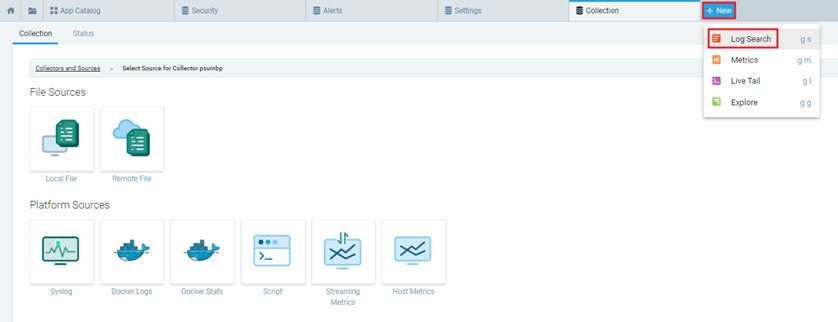 App Catalog
Security
Alerts
Settings
Collection
+ New
Collection
Status
Log Search g s
Metrics g m
Live Tail g l
Explore g g
Collectors and Sources
Select Source for Collector psumbp
File Sources
Local File
Remote File
Platform Sources
Syslog
Docker Logs
Docker Stats
Script
Streaming
Metrics
Host Metrics